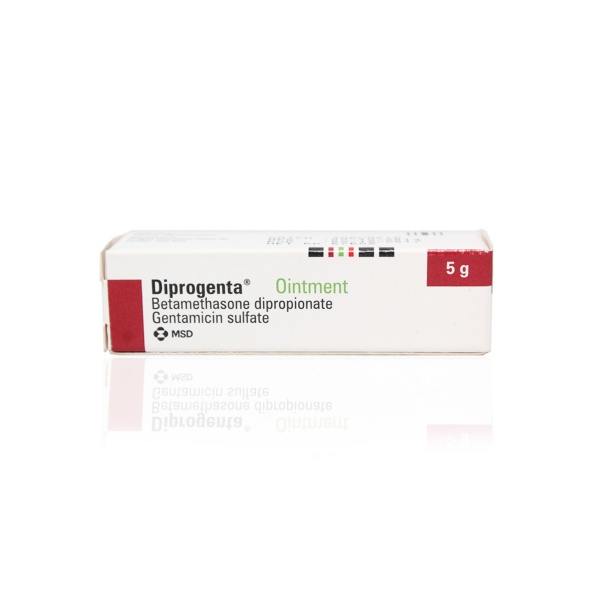 Diprogenta® Ointment
Betamethasone dipropionate
Gentamicin sulfate
MSD
5 g